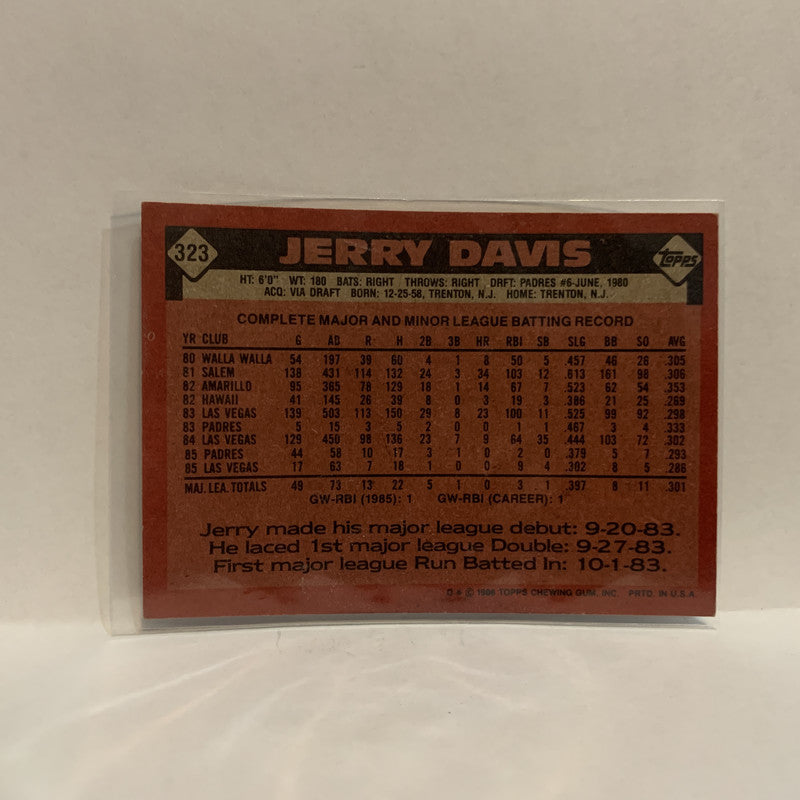 323 JERRY DAVIS topps
HT: 6'0" WT: 180 BATS: RIGHT THROWS: RIGHT DRFT: PADRES #6-JUNE, 1980
ACQ: VIA DRAFT BORN: 12-25-58, TRENTON, N.J. HOME: TRENTON, N.J.
COMPLETE MAJOR AND MINOR LEAGUE BATTING RECORD
YR CLUB G AB R H 2B 3B HR RBI SB SLG BB SO AVG
80 WALLA WALLA 54 197 39 60 4 1 8 50 5 .457 46 26 .305
81 SALEM 138 431 114 132 24 3 34 103 12 .613 161 98 .306
82 AMARILLO 95 365 78 129 18 1 14 67 7 .523 62 54 .353
82 HAWAII 41 145 26 39 8 0 3 19 3 .386 21 25 .269
83 LAS VEGAS 139 503 113 150 29 8 23 100 11 .525 99 92 .298
83 PADRES 5 15 3 5 2 0 0 1 1 .467 3 4 .333
84 LAS VEGAS 129 450 98 136 23 7 9 64 35 .444 103 72 .302
85 PADRES 44 58 10 17 3 1 0 2 0 .379 5 7 .293
85 LAS VEGAS 17 63 7 18 1 0 0 9 4 .302 8 5 .286
MAJ. LEA. TOTALS 49 73 13 22 5 1 0 3 1 .397 8 11 .301
GW-RBI (1985): 1 GW-RBI (CAREER): 1
Jerry made his major league debut: 9-20-83.
He laced 1st major league Double: 9-27-83.
First major league Run Batted In: 10-1-83.
© 1986 TOPPS CHEWING GUM, INC. PRTD. IN U.S.A.